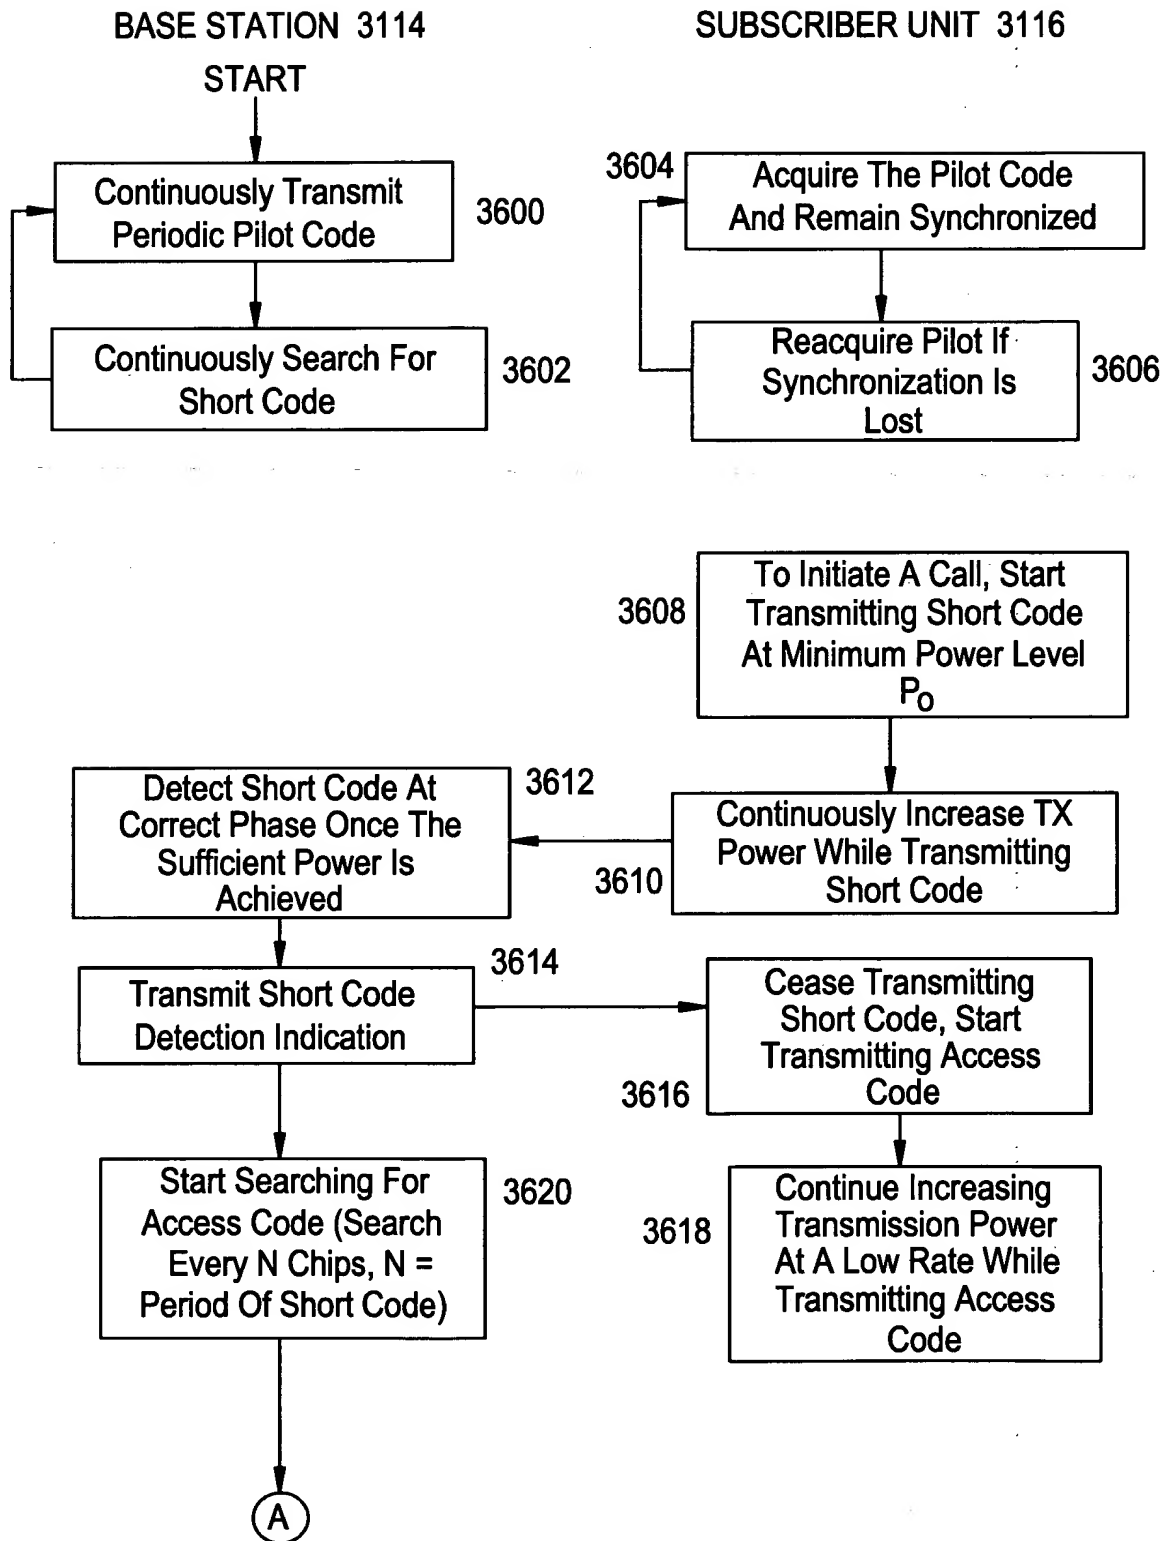 BASE STATION 3114
SUBSCRIBER UNIT 3116
START
Continuously Transmit
Periodic Pilot Code
3600
3604
Acquire The Pilot Code
And Remain Synchronized
Continuously Search For
Short Code
3602
Reacquire Pilot If
Synchronization Is
Lost
3606
3608
To Initiate A Call, Start
Transmitting Short Code
At Minimum Power Level
Po
Detect Short Code At
Correct Phase Once The
Sufficient Power Is
Achieved
3612
3610
Continuously Increase TX
Power While Transmitting
Short Code
Transmit Short Code
Detection Indication
3614
3616
Cease Transmitting
Short Code, Start
Transmitting Access
Code
Start Searching For
Access Code (Search
Every N Chips, N =
Period Of Short Code)
3620
3618
Continue Increasing
Transmission Power
At A Low Rate While
Transmitting Access
Code
A